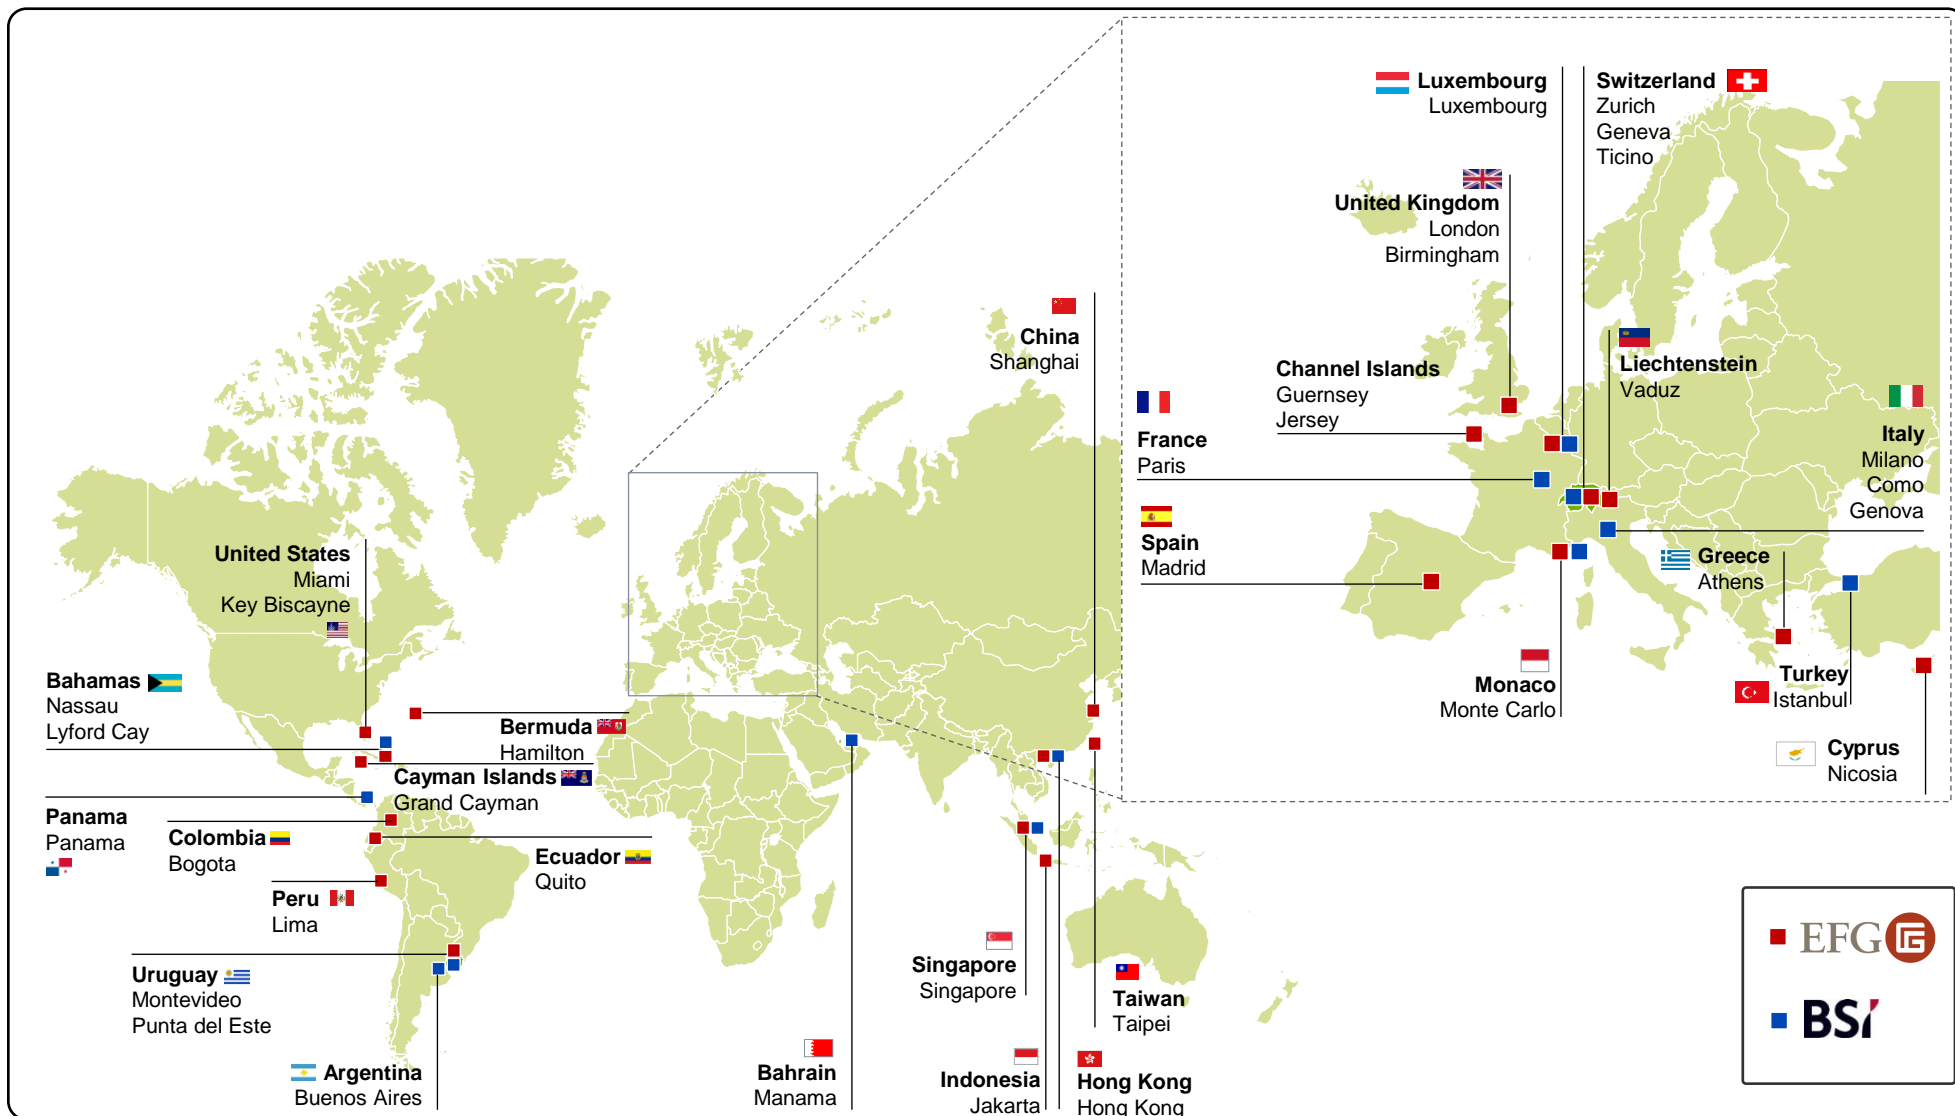 Luxembourg
Luxembourg
Switzerland
Zurich
Geneva
Ticino
United Kingdom
London
Birmingham
China
Shanghai
Channel Islands
Guernsey
Jersey
Liechtenstein
Vaduz
France
Paris
Italy
Milano
Como
Genova
Spain
Madrid
Greece
Athens
United States
Miami
Key Biscayne
Monaco
Monte Carlo
Turkey
Istanbul
Cyprus
Nicosia
Bahamas
Nassau
Lyford Cay
Bermuda
Hamilton
Cayman Islands
Grand Cayman
Panama
Panama
Colombia
Bogota
Ecuador
Quito
Peru
Lima
Uruguay
Montevideo
Punta del Este
Argentina
Buenos Aires
Bahrain
Manama
Singapore
Singapore
Indonesia
Jakarta
Taiwan
Taipei
Hong Kong
Hong Kong
EFG
BSI